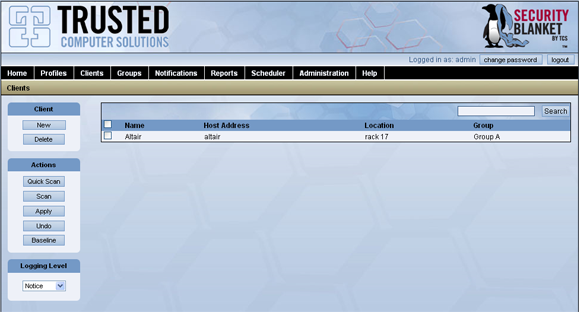 TRUSTED
COMPUTER SOLUTIONS
SECURITY
BLANKET
BY TCS
Logged in as: admin change password logout
Home Profiles Clients Groups Notifications Reports Scheduler Administration Help
Clients
Client
New
Delete
Actions
Quick Scan
Scan
Apply
Undo
Baseline
Logging Level
Notice
Search
Name Host Address Location Group
Altair altair rack 17 Group A